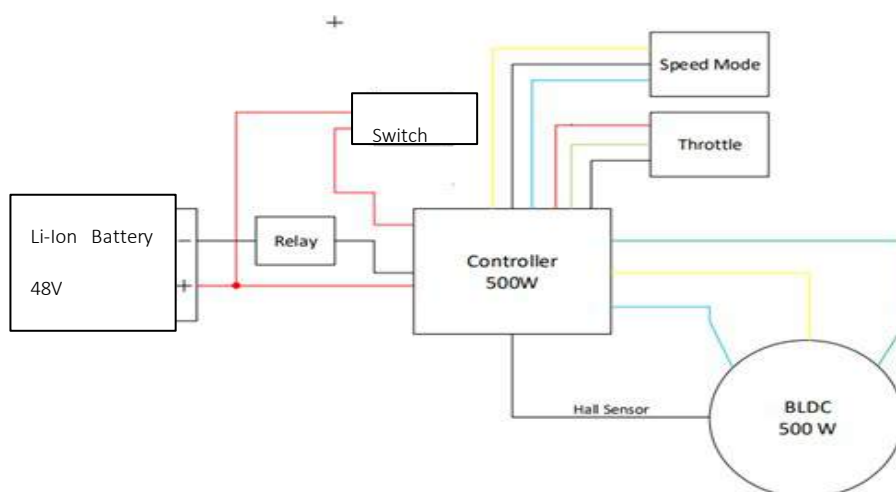 +
Speed Mode
Switch
Throttle
Li-Ion Battery
48V
−
+
Relay
Controller
500W
Hall Sensor
BLDC
500 W